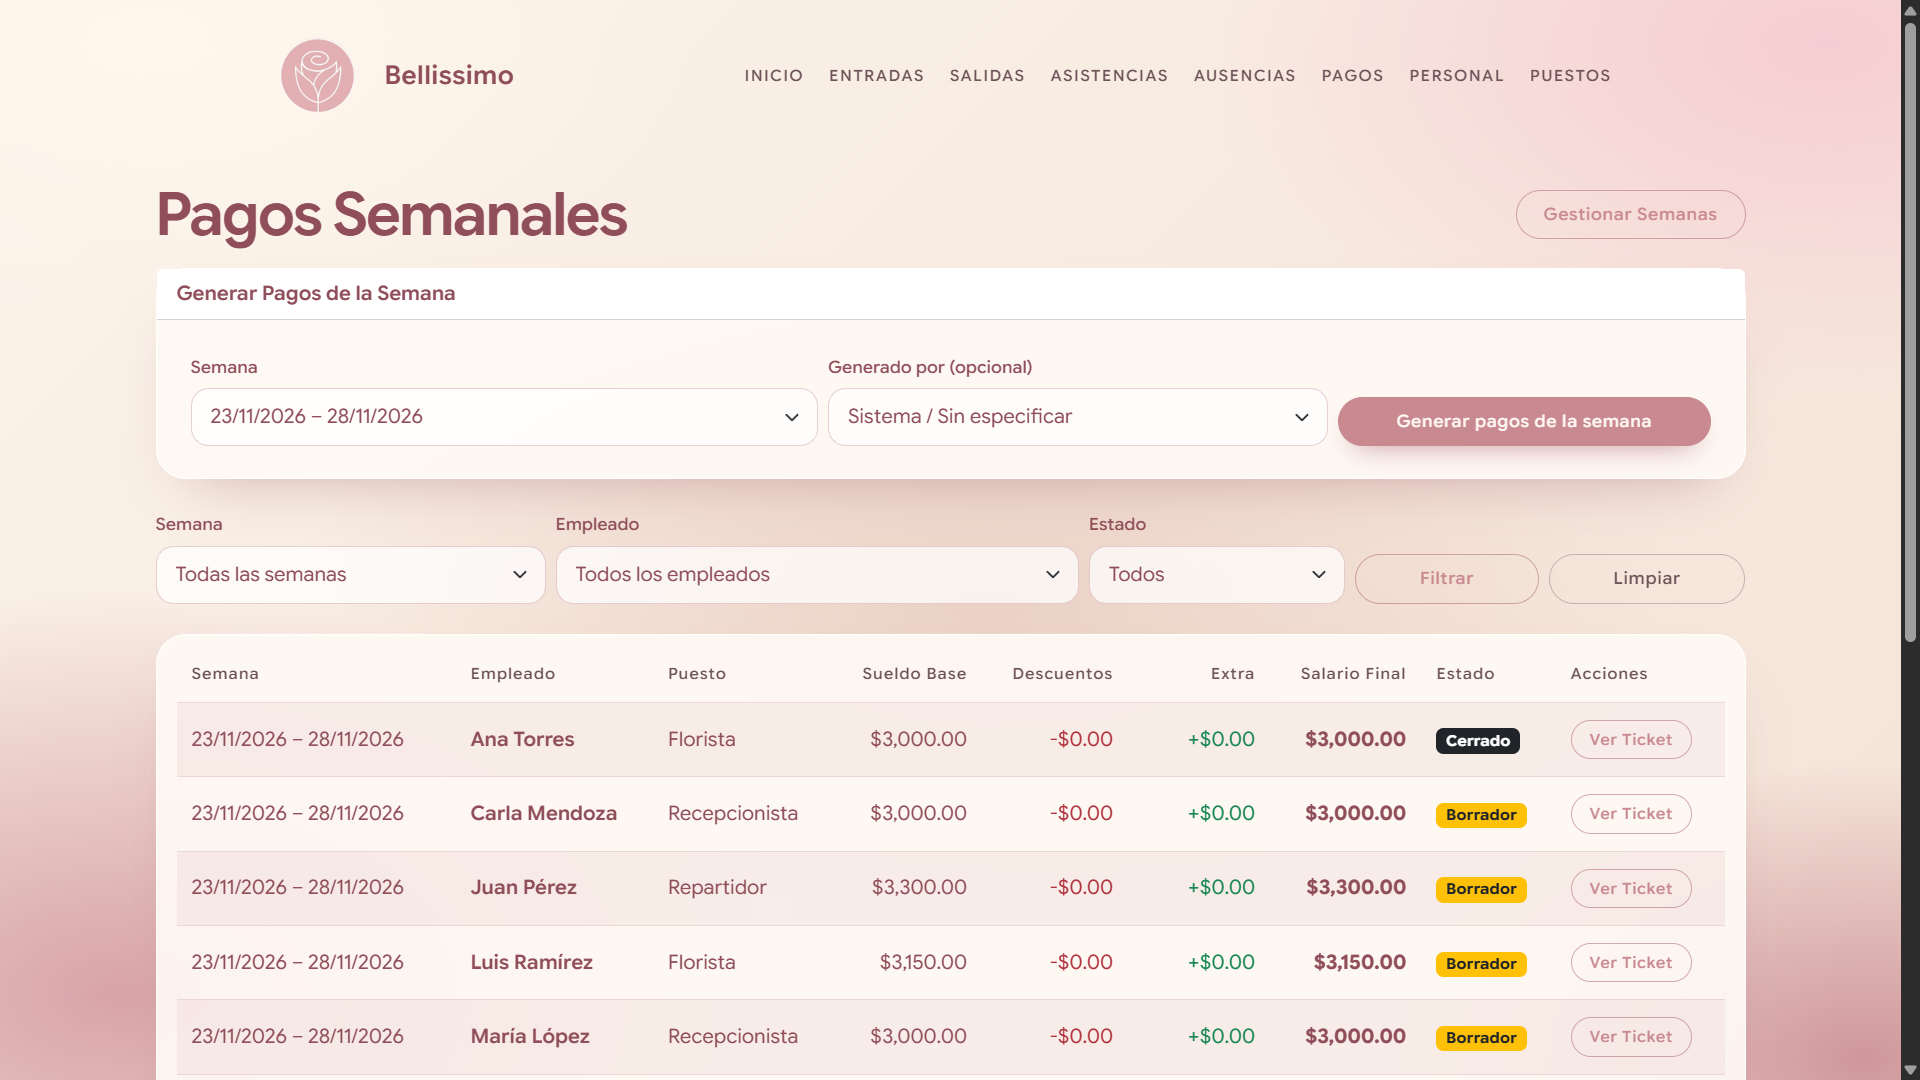 Bellissimo
INICIO ENTRADAS SALIDAS ASISTENCIAS AUSENCIAS PAGOS PERSONAL PUESTOS
Pagos Semanales
Gestionar Semanas
Generar Pagos de la Semana
Semana Generado por (opcional)
23/11/2026 – 28/11/2026 Sistema / Sin especificar Generar pagos de la semana
Semana Empleado Estado
Todas las semanas Todos los empleados Todos Filtrar Limpiar
Semana Empleado Puesto Sueldo Base Descuentos Extra Salario Final Estado Acciones
23/11/2026 – 28/11/2026 Ana Torres Florista $3,000.00 -$0.00 +$0.00 $3,000.00 Cerrado Ver Ticket
23/11/2026 – 28/11/2026 Carla Mendoza Recepcionista $3,000.00 -$0.00 +$0.00 $3,000.00 Borrador Ver Ticket
23/11/2026 – 28/11/2026 Juan Pérez Repartidor $3,300.00 -$0.00 +$0.00 $3,300.00 Borrador Ver Ticket
23/11/2026 – 28/11/2026 Luis Ramírez Florista $3,150.00 -$0.00 +$0.00 $3,150.00 Borrador Ver Ticket
23/11/2026 – 28/11/2026 María López Recepcionista $3,000.00 -$0.00 +$0.00 $3,000.00 Borrador Ver Ticket